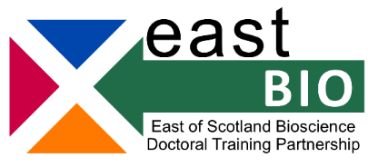 east
BIO
East of Scotland Bioscience
Doctoral Training Partnership